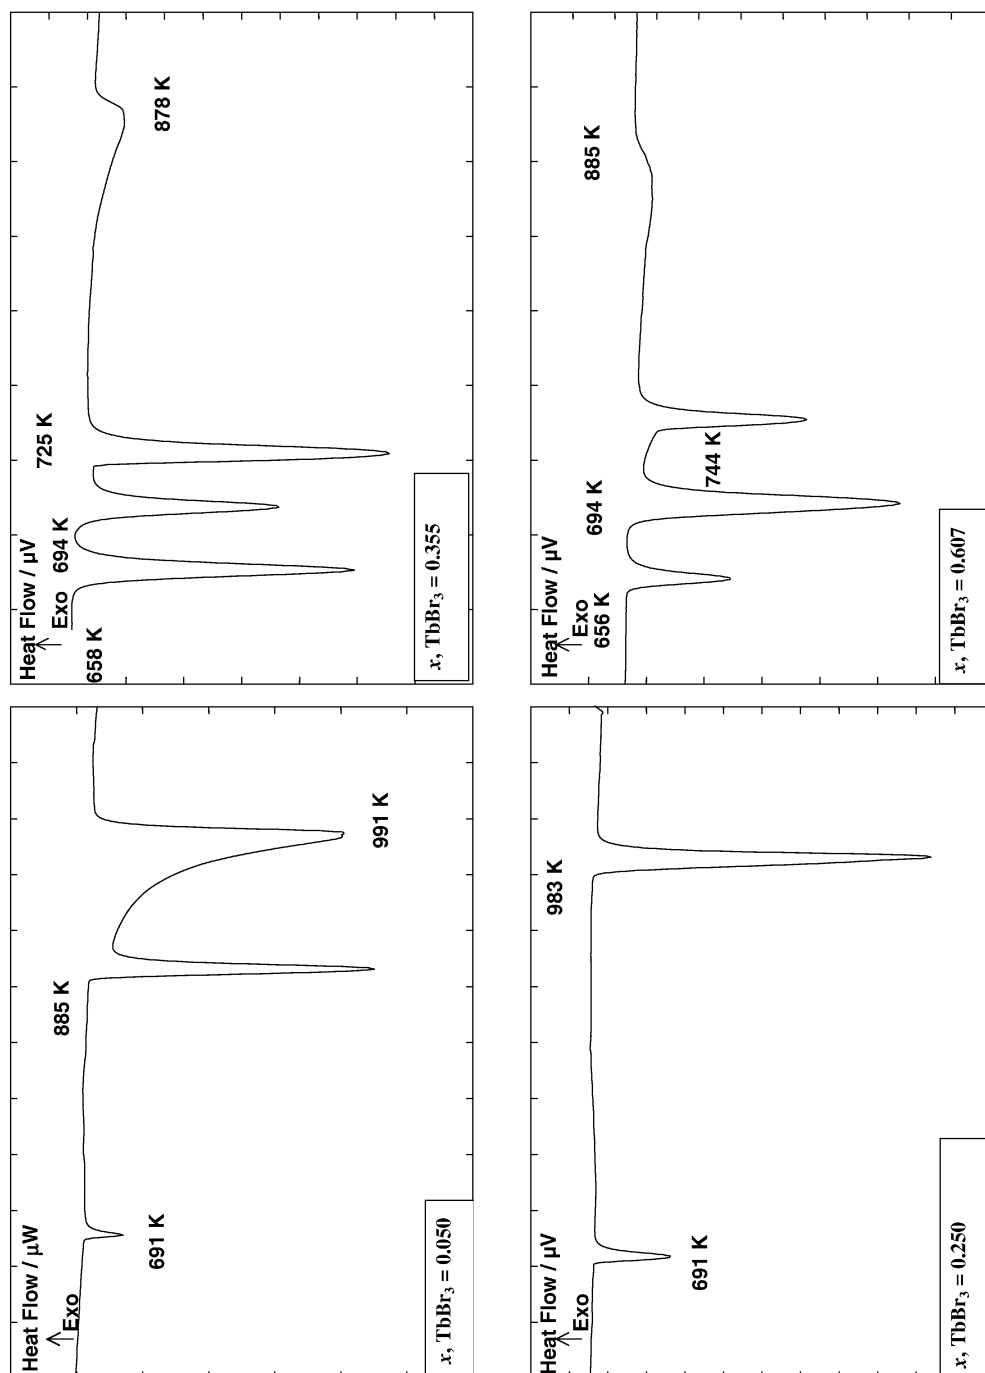 Heat Flow / μV
Exo
658 K
694 K
725 K
878 K
x, TbBr3 = 0.355
Heat Flow / μV
Exo
656 K
694 K
744 K
885 K
x, TbBr3 = 0.607
Heat Flow / μW
Exo
691 K
885 K
991 K
x, TbBr3 = 0.050
Heat Flow / μV
Exo
691 K
983 K
x, TbBr3 = 0.250